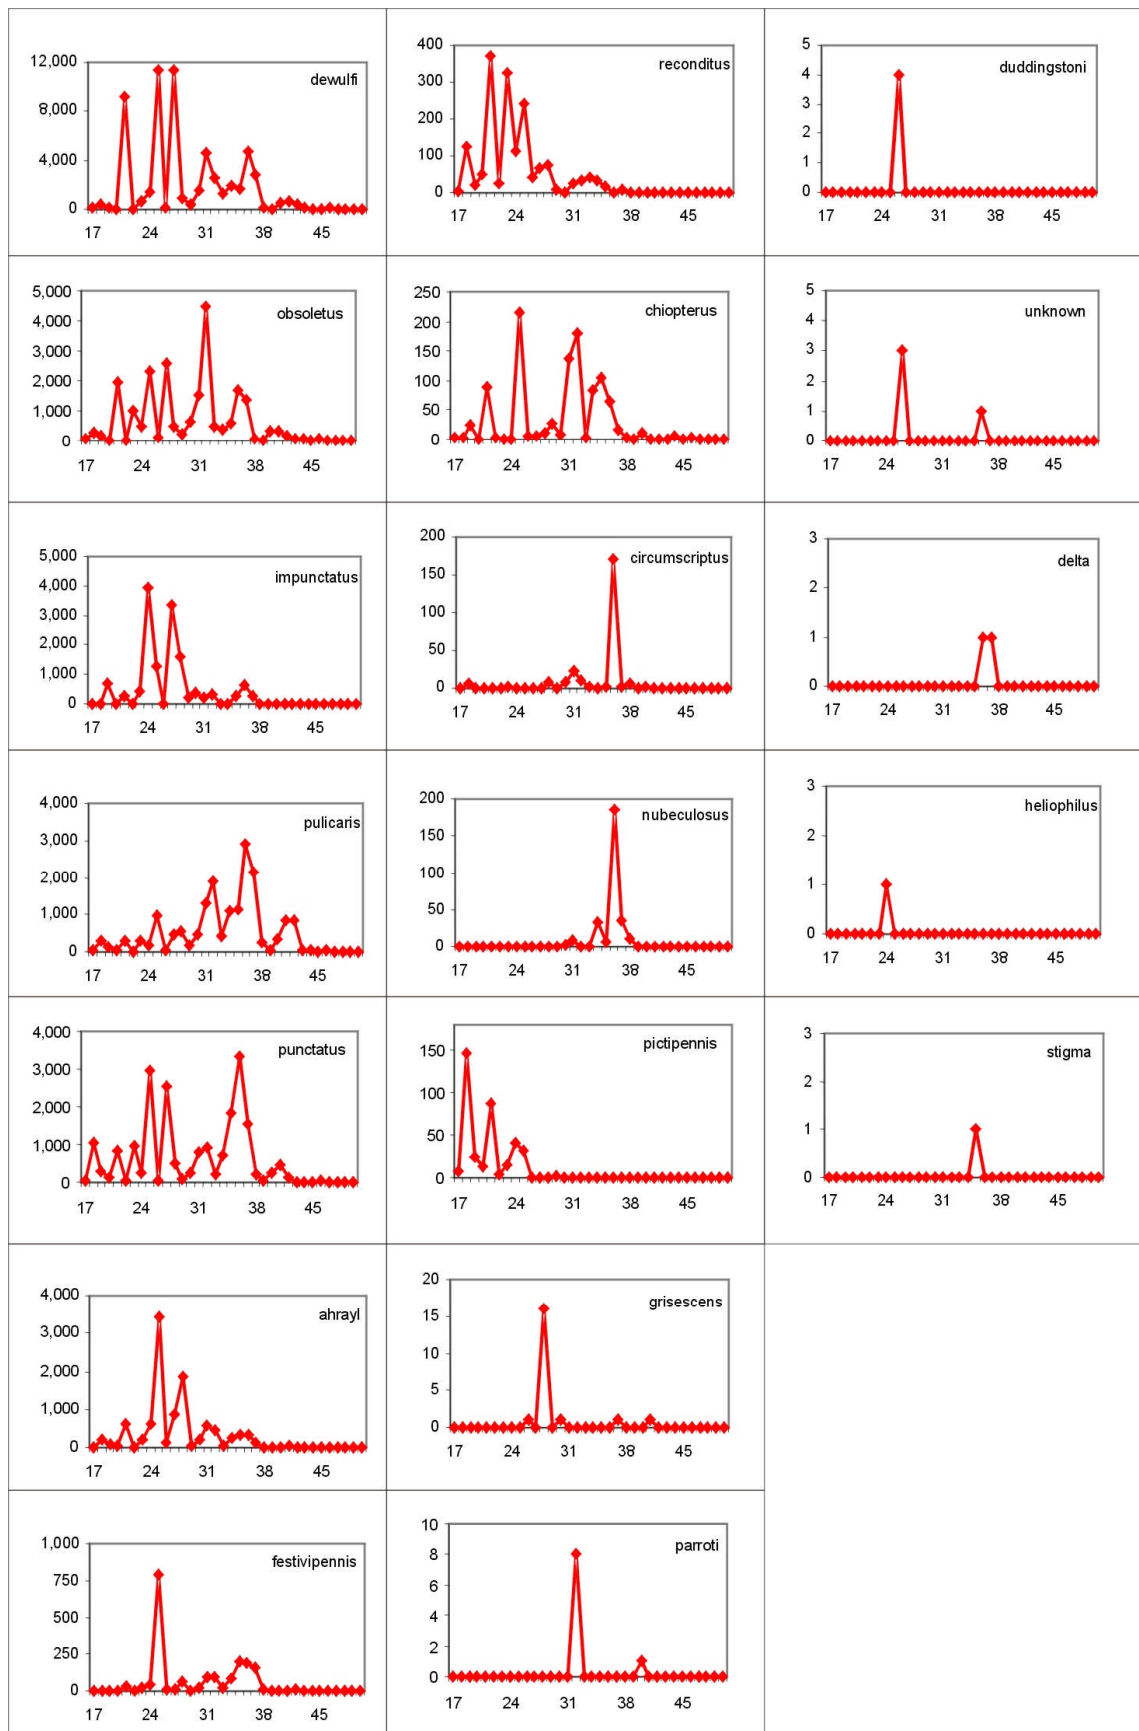 dewulfi
12,000
8,000
4,000
0
17 24 31 38 45
reconditus
400
300
200
100
0
17 24 31 38 45
duddingstoni
5
4
3
2
1
0
17 24 31 38 45
obsoletus
5,000
4,000
3,000
2,000
1,000
0
17 24 31 38 45
chiopterus
250
200
150
100
50
0
17 24 31 38 45
unknown
5
4
3
2
1
0
17 24 31 38 45
impunctatus
5,000
4,000
3,000
2,000
1,000
0
17 24 31 38 45
circumscriptus
200
150
100
50
0
17 24 31 38 45
delta
3
2
1
0
17 24 31 38 45
pulicaris
4,000
3,000
2,000
1,000
0
17 24 31 38 45
nubeculosus
200
150
100
50
0
17 24 31 38 45
heliophilus
3
2
1
0
17 24 31 38 45
punctatus
4,000
3,000
2,000
1,000
0
17 24 31 38 45
pictipennis
150
100
50
0
17 24 31 38 45
stigma
3
2
1
0
17 24 31 38 45
ahrayl
4,000
3,000
2,000
1,000
0
17 24 31 38 45
grisescens
20
15
10
5
0
17 24 31 38 45
festivipennis
1,000
750
500
250
0
17 24 31 38 45
parroti
10
8
6
4
2
0
17 24 31 38 45